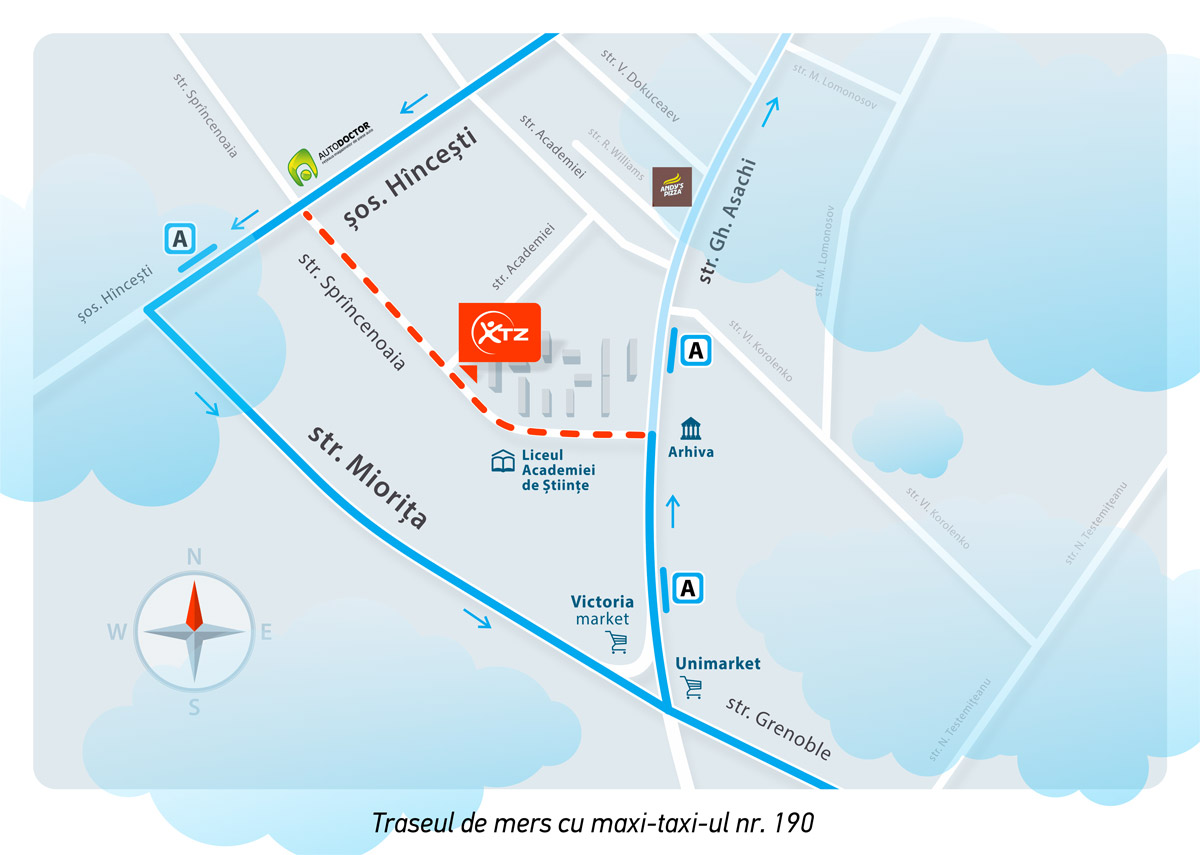 str. Sprîncenoaia
AUTODOCTOR
șos. Hîncești
str. V. Dokuceaev
str. Academiei
str. R. Williams
str. M. Lomonosov
ANDY'S
PIZZA
str. Gh. Asachi
A
șos. Hîncești
str. Sprîncenoaia
str. Academiei
str. M. Lomonosov
XTZ
A
str. Vl. Korolenko
Arhiva
Liceul
Academiei
de Științe
str. Miorița
str. Vl. Korolenko
str. N. Testemițeanu
N
W
E
S
A
Victoria
market
Unimarket
str. Grenoble
str. N. Testemițeanu
Traseul de mers cu maxi-taxi-ul nr. 190